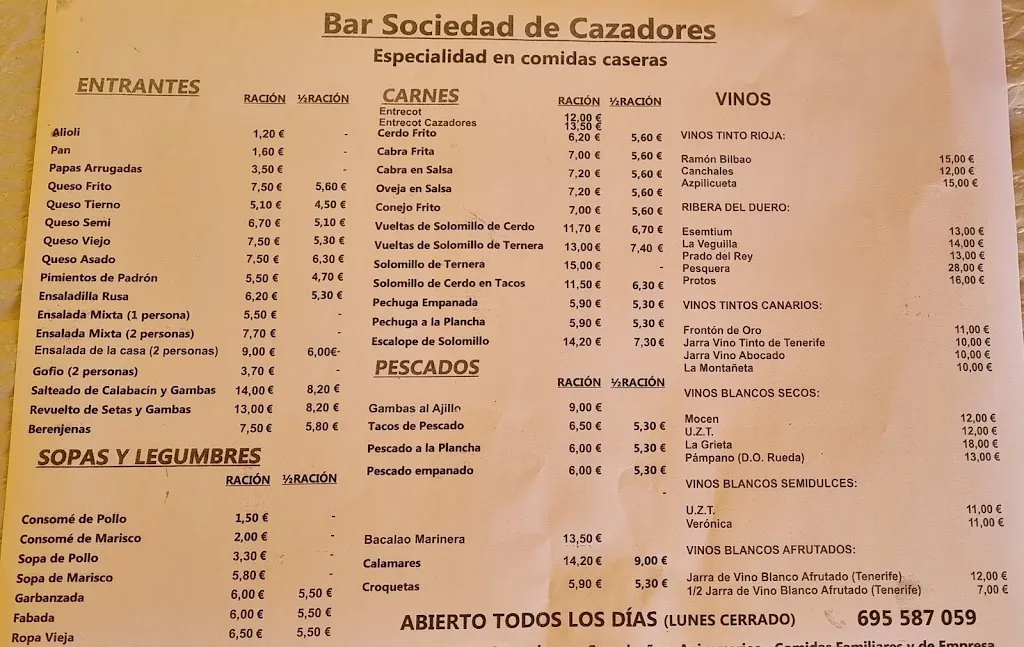 Bar Sociedad de Cazadores
Especialidad en comidas caseras
ENTRANTES
RACIÓN ½RACIÓN
Alioli 1,20 € -
Pan 1,60 € -
Papas Arrugadas 3,50 € -
Queso Frito 7,50 € 5,60 €
Queso Tierno 5,10 € 4,50 €
Queso Semi 6,70 € 5,10 €
Queso Viejo 7,50 € 5,30 €
Queso Asado 7,50 € 6,30 €
Pimientos de Padrón 5,50 € 4,70 €
Ensaladilla Rusa 6,20 € 5,30 €
Ensalada Mixta (1 persona) 5,50 € -
Ensalada Mixta (2 personas) 7,70 € -
Ensalada de la casa (2 personas) 9,00 € 6,00€-
Gofio (2 personas) 3,70 € -
Salteado de Calabacín y Gambas 14,00 € 8,20 €
Revuelto de Setas y Gambas 13,00 € 8,20 €
Berenjenas 7,50 € 5,80 €
SOPAS Y LEGUMBRES
RACIÓN ½RACIÓN
Consomé de Pollo 1,50 € -
Consomé de Marisco 2,00 € -
Sopa de Pollo 3,30 € -
Sopa de Marisco 5,80 € -
Garbanzada 6,00 € 5,50 €
Fabada 6,00 € 5,50 €
Ropa Vieja 6,50 € 5,50 €
CARNES
RACIÓN ½RACIÓN
Entrecot 12,00 €
Entrecot Cazadores 13,50 €
Cerdo Frito 6,20 € 5,60 €
Cabra Frita 7,00 € 5,60 €
Cabra en Salsa 7,20 € 5,60 €
Oveja en Salsa 7,20 € 5,60 €
Conejo Frito 7,00 € 5,60 €
Vueltas de Solomillo de Cerdo 11,70 € 6,70 €
Vueltas de Solomillo de Ternera 13,00 € 7,40 €
Solomillo de Ternera 15,00 € -
Solomillo de Cerdo en Tacos 11,50 € 6,30 €
Pechuga Empanada 5,90 € 5,30 €
Pechuga a la Plancha 5,90 € 5,30 €
Escalope de Solomillo 14,20 € 7,30 €
PESCADOS
RACIÓN ½RACIÓN
Gambas al Ajillo 9,00 €
Tacos de Pescado 6,50 € 5,30 €
Pescado a la Plancha 6,00 € 5,30 €
Pescado empanado 6,00 € 5,30 €
-
Bacalao Marinera 13,50 €
Calamares 14,20 € 9,00 €
Croquetas 5,90 € 5,30 €
VINOS
VINOS TINTO RIOJA:
Ramón Bilbao 15,00 €
Canchales 12,00 €
Azpilicueta 15,00 €
RIBERA DEL DUERO:
Esemtium 13,00 €
La Veguilla 14,00 €
Prado del Rey 13,00 €
Pesquera 28,00 €
Protos 16,00 €
VINOS TINTOS CANARIOS:
Frontón de Oro 11,00 €
Jarra Vino Tinto de Tenerife 10,00 €
Jarra Vino Abocado 10,00 €
La Montañeta 10,00 €
VINOS BLANCOS SECOS:
Mocen 12,00 €
U.Z.T. 12,00 €
La Grieta 18,00 €
Pámpano (D.O. Rueda) 13,00 €
VINOS BLANCOS SEMIDULCES:
U.Z.T. 11,00 €
Verónica 11,00 €
VINOS BLANCOS AFRUTADOS:
Jarra de Vino Blanco Afrutado (Tenerife) 12,00 €
1/2 Jarra de Vino Blanco Afrutado (Tenerife) 7,00 €
ABIERTO TODOS LOS DÍAS (LUNES CERRADO) 695 587 059
Comidas Familiares y de Empresa